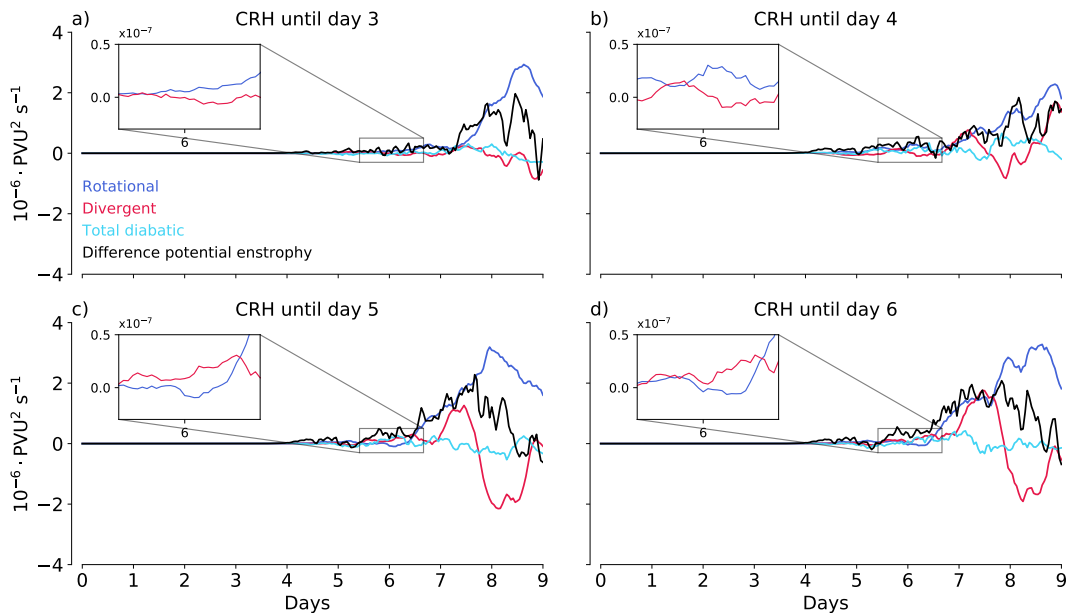 a) CRH until day 3
b) CRH until day 4
4
2
0
−2
−4
10⁻⁶ · PVU² s⁻¹
x10⁻⁷
0.5
0.0
6
Rotational
Divergent
Total diabatic
Difference potential enstrophy
x10⁻⁷
0.5
0.0
6
c) CRH until day 5
d) CRH until day 6
4
2
0
−2
−4
10⁻⁶ · PVU² s⁻¹
x10⁻⁷
0.5
0.0
6
x10⁻⁷
0.5
0.0
6
0 1 2 3 4 5 6 7 8 9
Days
0 1 2 3 4 5 6 7 8 9
Days